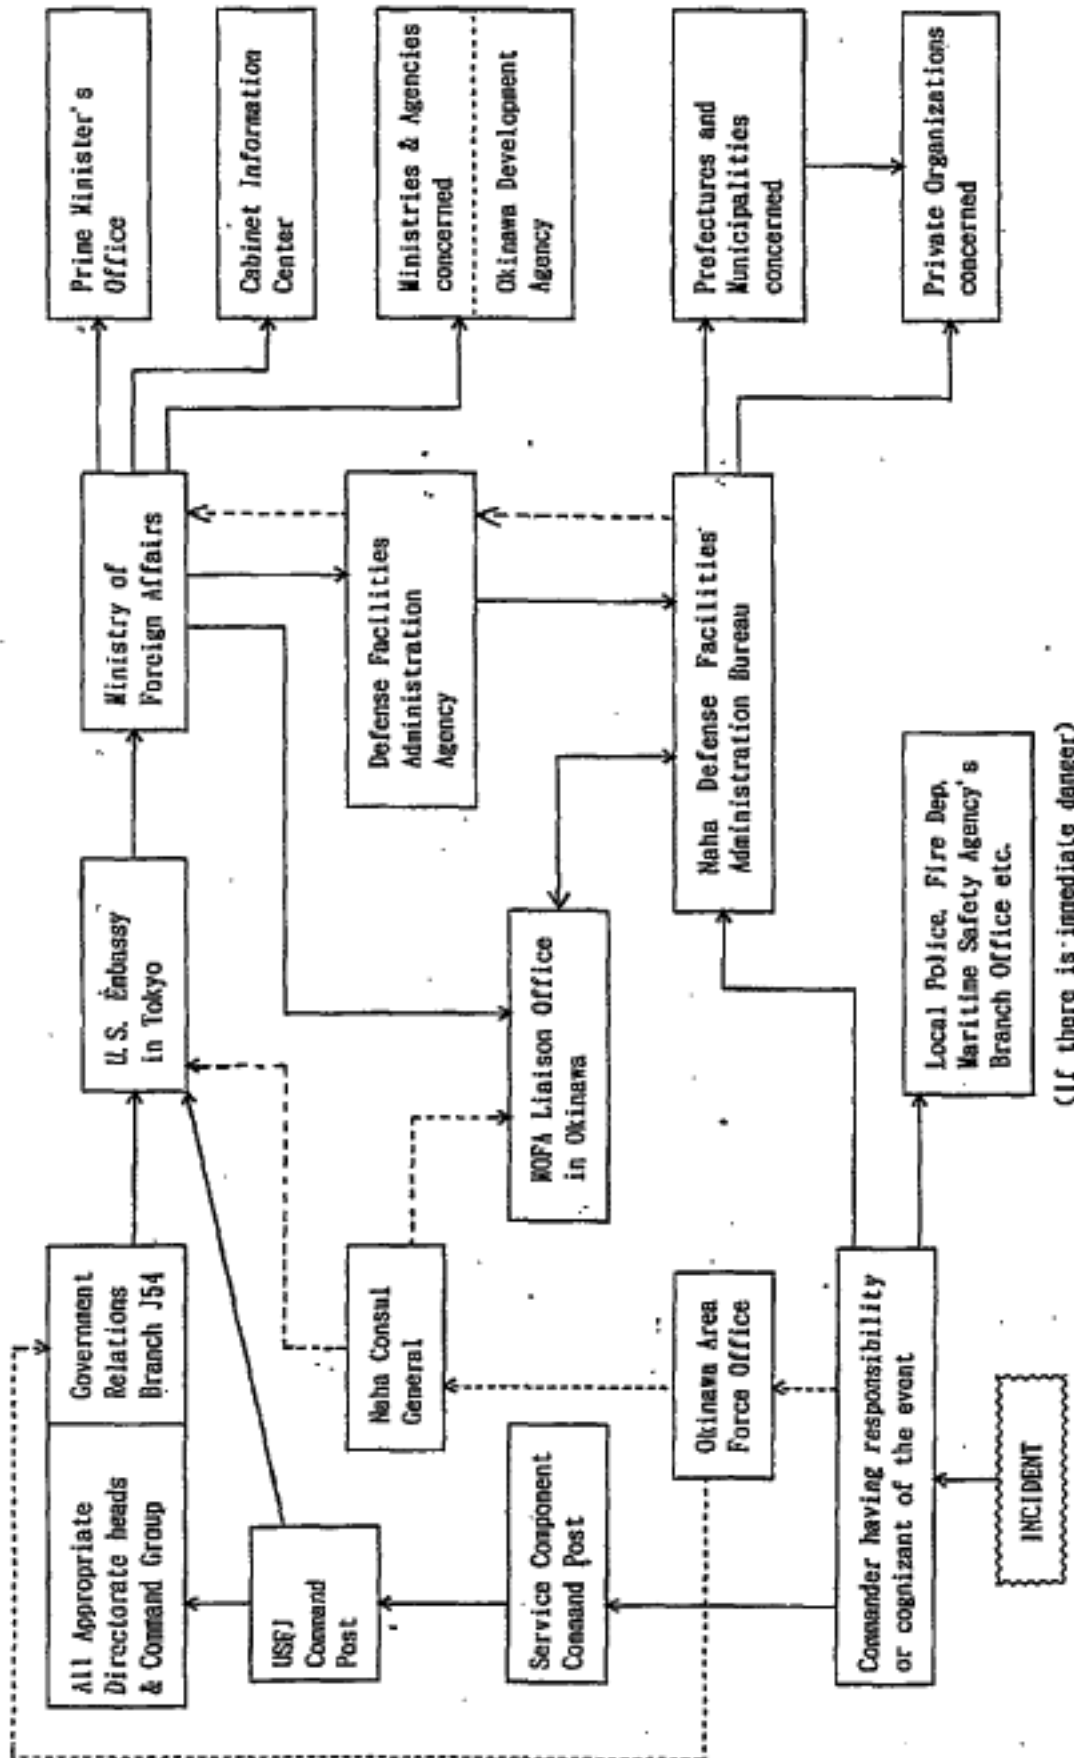 Prime Minister's
Office
Cabinet Information
Center
Ministries & Agencies
concerned
Okinawa Development
Agency
Prefectures and
Municipalities
concerned
Private Organizations
concerned
Ministry of
Foreign Affairs
Defense Facilities
Administration
Agency
Naha Defense Facilities
Administration Bureau
U.S. Embassy
in Tokyo
MOFA Liaison Office
in Okinawa
Local Police, Fire Dep,
Maritime Safety Agency's
Branch Office etc.
(If there is immediate danger)
Government
Relations
Branch J54
All Appropriate
Directorate heads
& Command Group
USFJ
Command
Post
Naha Consul
General
Service Component
Command Post
Okinawa Area
Force Office
Commander having responsibility
or cognizant of the event
INCIDENT